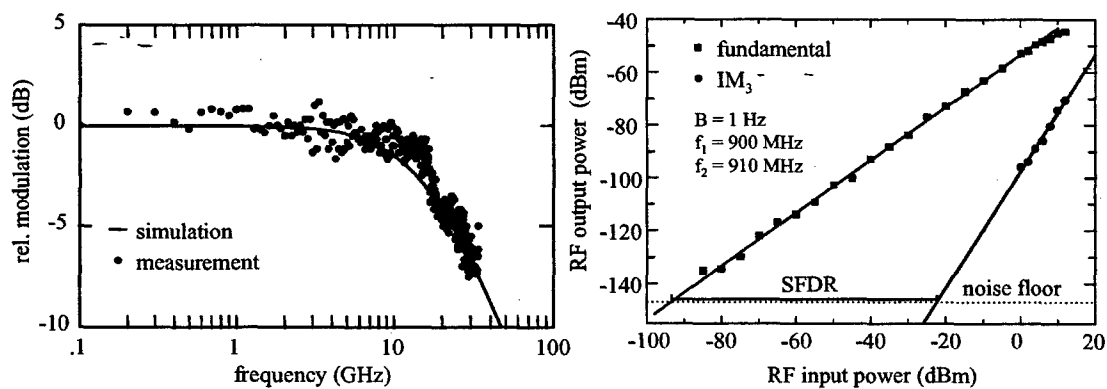 5
0
-5
-10
.1
1
10
100
rel. modulation (dB)
frequency (GHz)
simulation
measurement
-40
-60
-80
-100
-120
-140
-100
-80
-60
-40
-20
0
20
RF output power (dBm)
RF input power (dBm)
fundamental
IM₃
B = 1 Hz
f₁ = 900 MHz
f₂ = 910 MHz
SFDR
noise floor